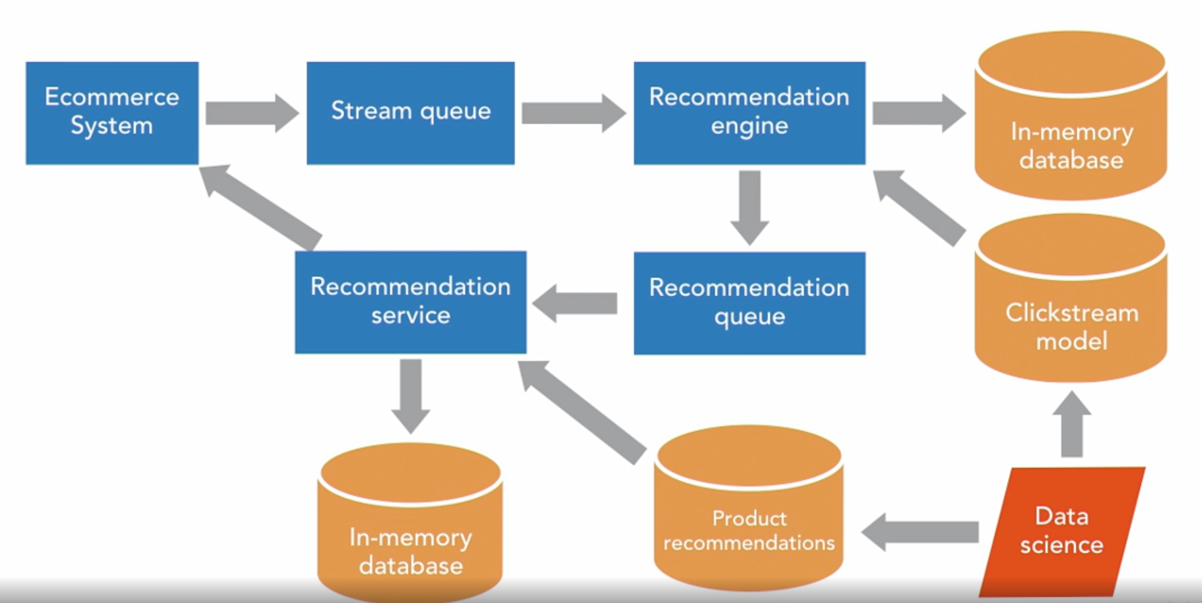 Ecommerce
System
Stream queue
Recommendation
engine
In-memory
database
Recommendation
service
Recommendation
queue
Clickstream
model
In-memory
database
Product
recommendations
Data
science